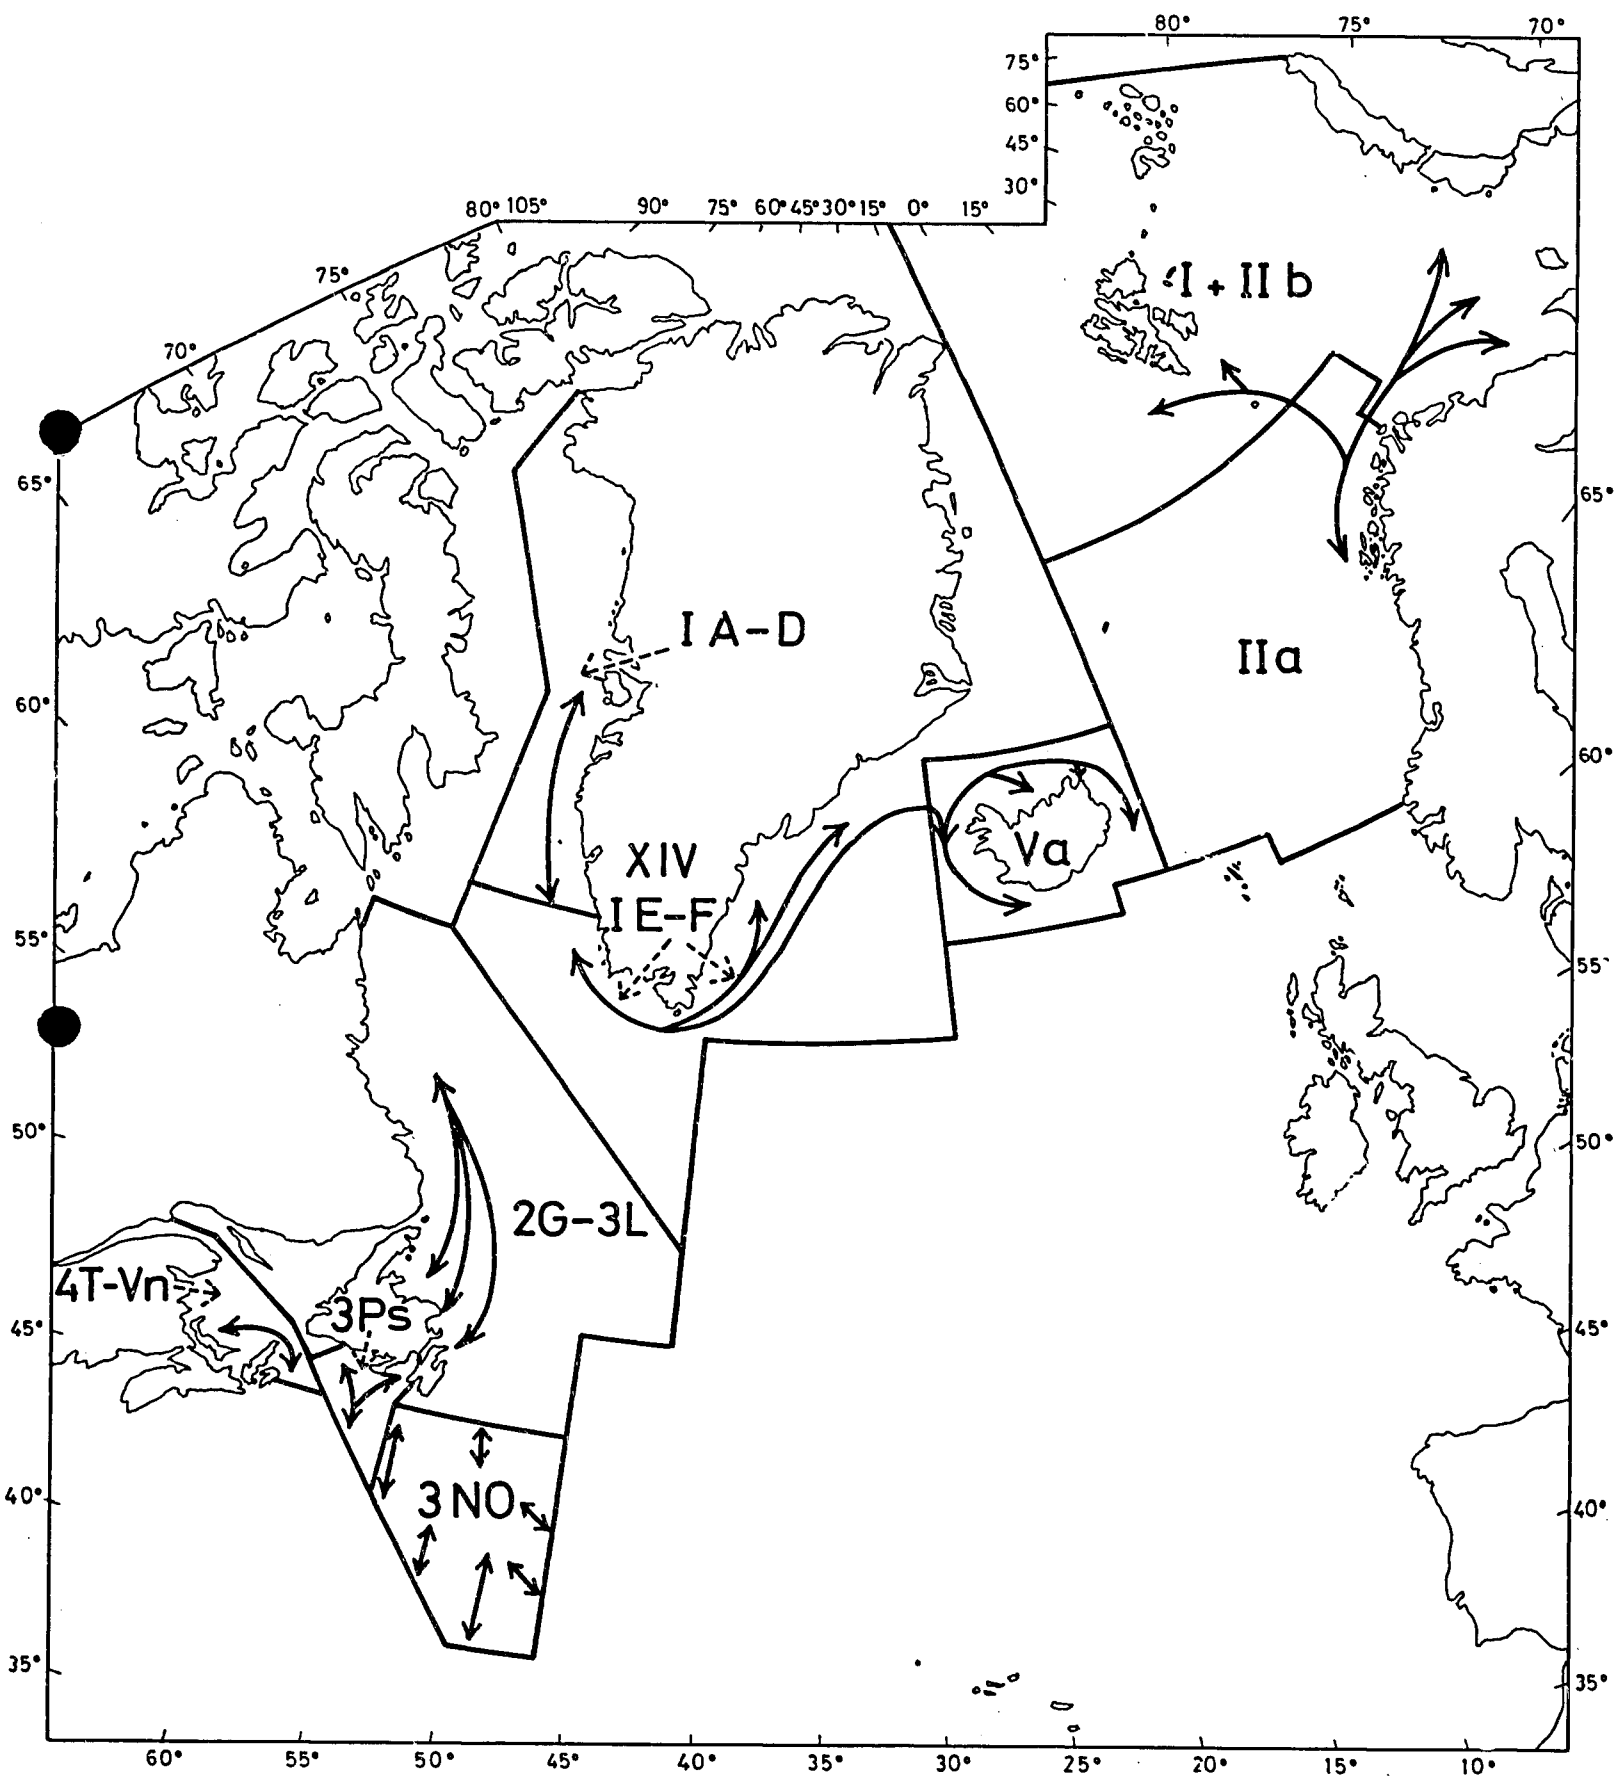 80° 75° 70°
75°
60°
45°
30°
80° 105° 90° 75° 60° 45° 30° 15° 0° 15°
75°
70°
I + II b
65° 65°
I A-D
IIa
60° 60°
Va
XIV
I E-F
55° 55°
50° 50°
2G-3L
4T-Vn
3Ps
45° 45°
3 NO
40° 40°
35° 35°
60° 55° 50° 45° 40° 35° 30° 25° 20° 15° 10°